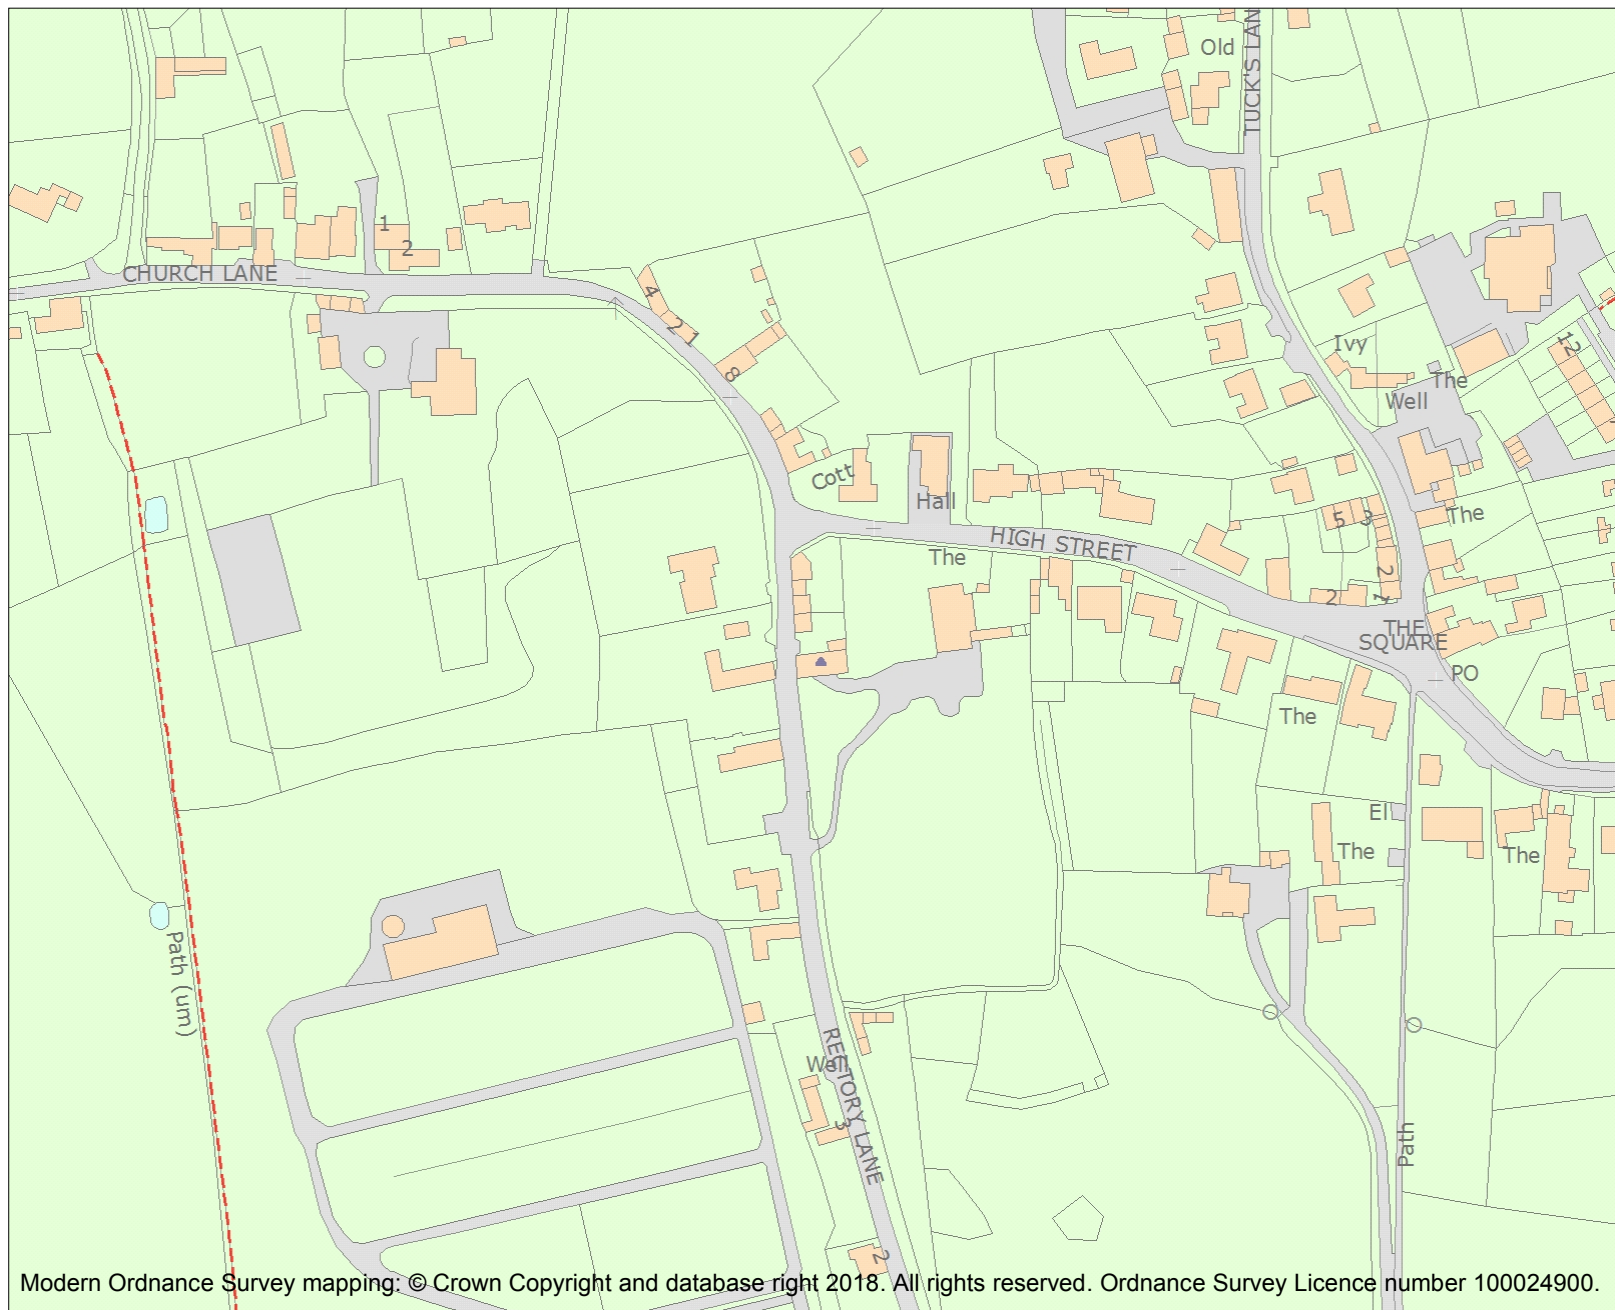 Old
TUCK'S LAN
1
2
CHURCH LANE
4
2
1
8
Ivy
12
The
Well
Cott
Hall
The
5
3
HIGH STREET
The
2
2
1
THE
SQUARE
PO
The
El
The
The
Path (um)
RECTORY LANE
Well
3
Path
2
Modern Ordnance Survey mapping: © Crown Copyright and database right 2018. All rights reserved. Ordnance Survey Licence number 100024900.